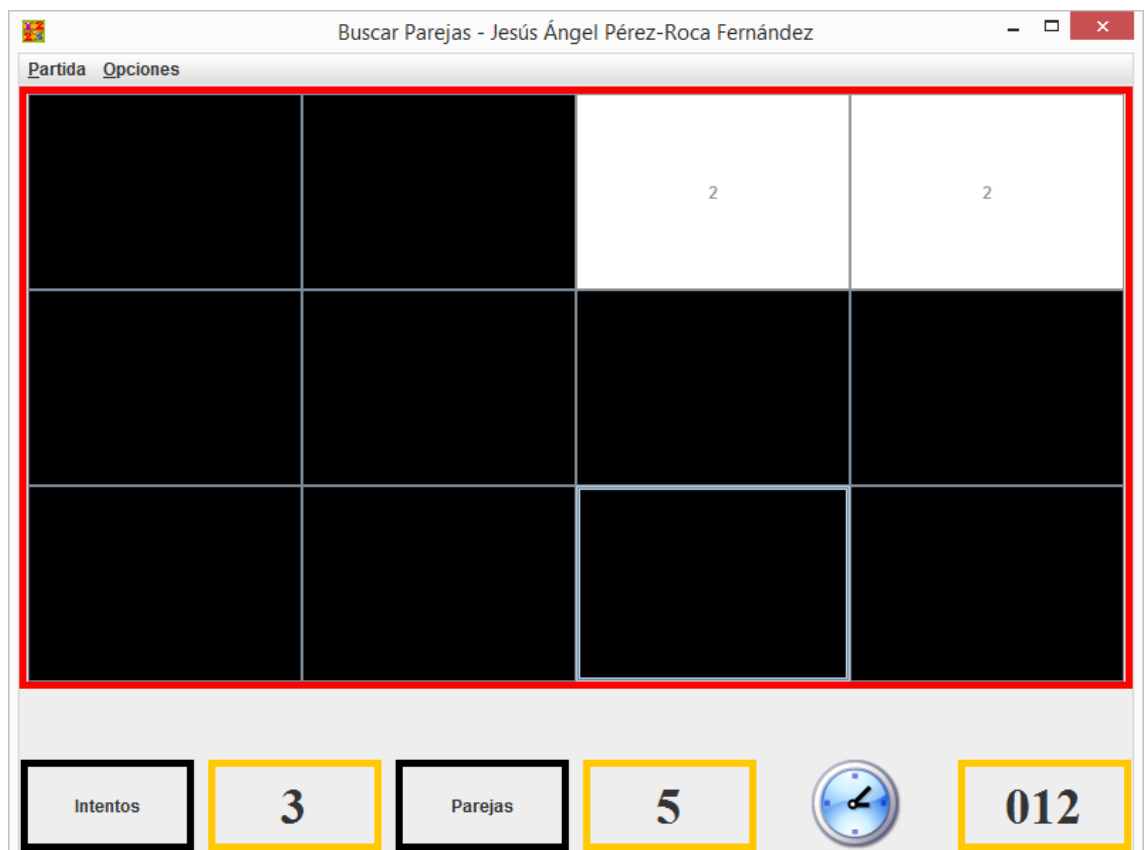 Buscar Parejas - Jesús Ángel Pérez-Roca Fernández
Partida Opciones
2 2
Intentos 3 Parejas 5 012